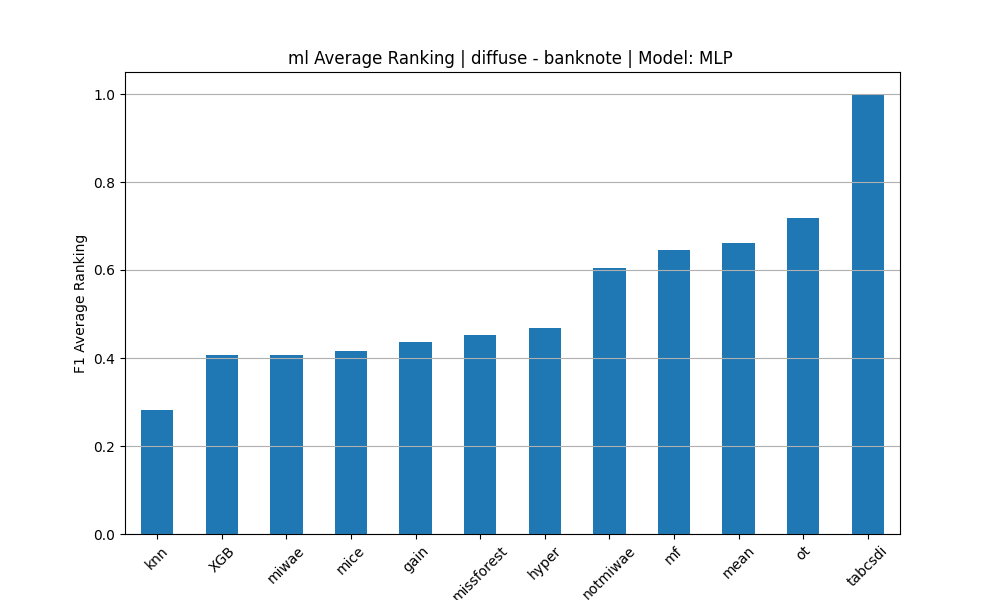 ml Average Ranking | diffuse - banknote | Model: MLP
F1 Average Ranking
1.0
0.8
0.6
0.4
0.2
0.0
knn
XGB
miwae
mice
gain
missforest
hyper
notmiwae
mf
mean
ot
tabcsdi